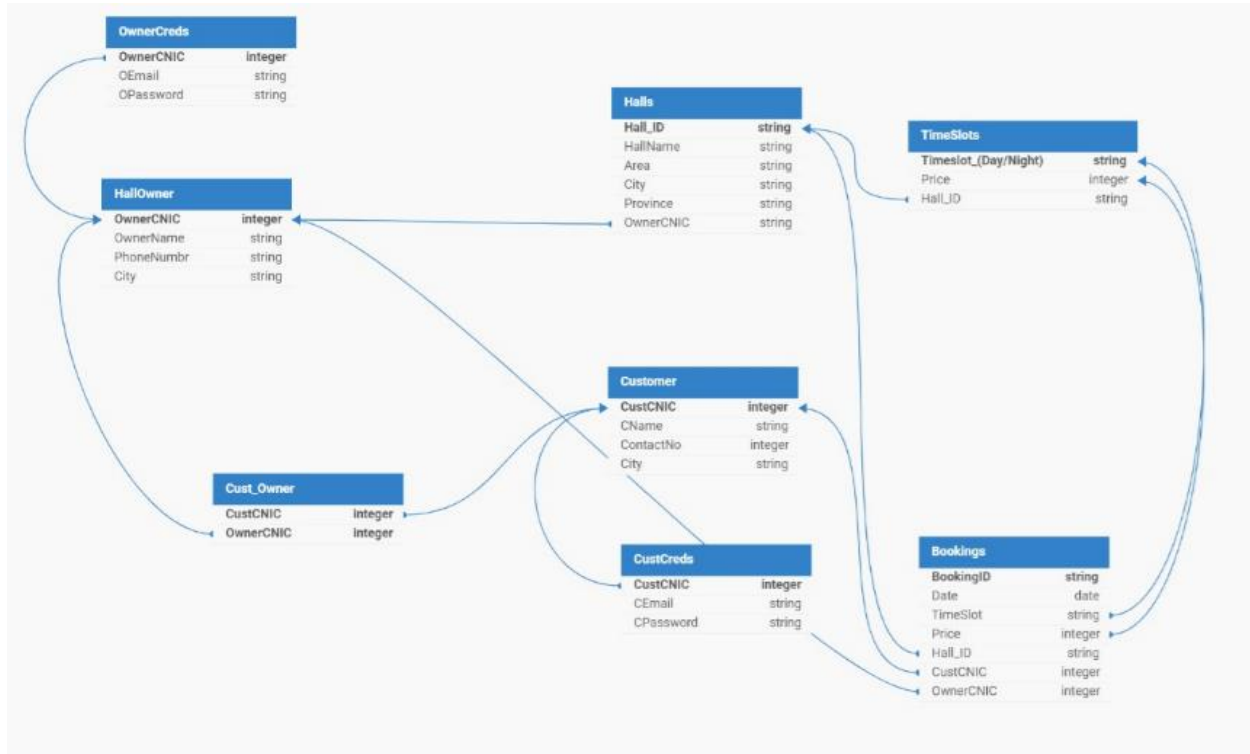 OwnerCreds
OwnerCNIC integer
OEmail string
OPassword string
HallOwner
OwnerCNIC integer
OwnerName string
PhoneNumbr string
City string
Halls
Hall_ID string
HallName string
Area string
City string
Province string
OwnerCNIC string
TimeSlots
Timeslot_(Day/Night) string
Price integer
Hall_ID string
Customer
CustCNIC integer
CName string
ContactNo integer
City string
Cust_Owner
CustCNIC integer
OwnerCNIC integer
CustCreds
CustCNIC integer
CEmail string
CPassword string
Bookings
BookingID string
Date date
TimeSlot string
Price integer
Hall_ID string
CustCNIC integer
OwnerCNIC integer